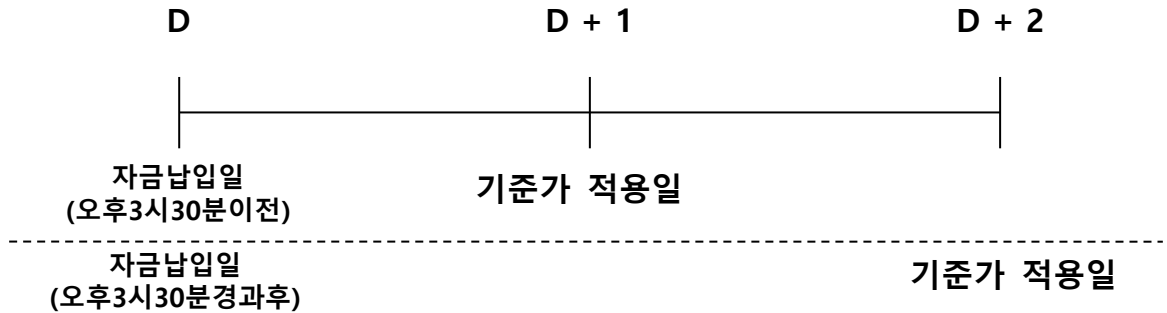 D D + 1 D + 2
자금납입일
(오후3시30분이전)
기준가 적용일
자금납입일
(오후3시30분경과후)
기준가 적용일